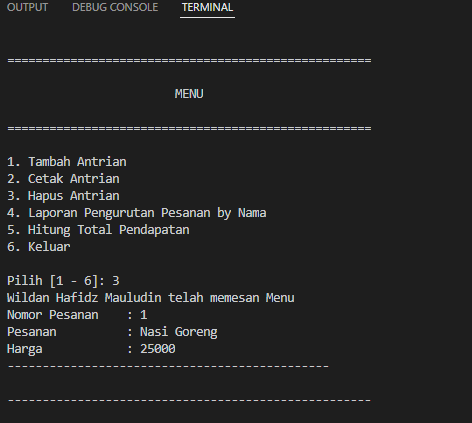 OUTPUT DEBUG CONSOLE TERMINAL
====================================================
MENU
====================================================
1. Tambah Antrian
2. Cetak Antrian
3. Hapus Antrian
4. Laporan Pengurutan Pesanan by Nama
5. Hitung Total Pendapatan
6. Keluar
Pilih [1 - 6]: 3
Wildan Hafidz Mauludin telah memesan Menu
Nomor Pesanan    : 1
Pesanan          : Nasi Goreng
Harga            : 25000
----------------------------------------------
----------------------------------------------------